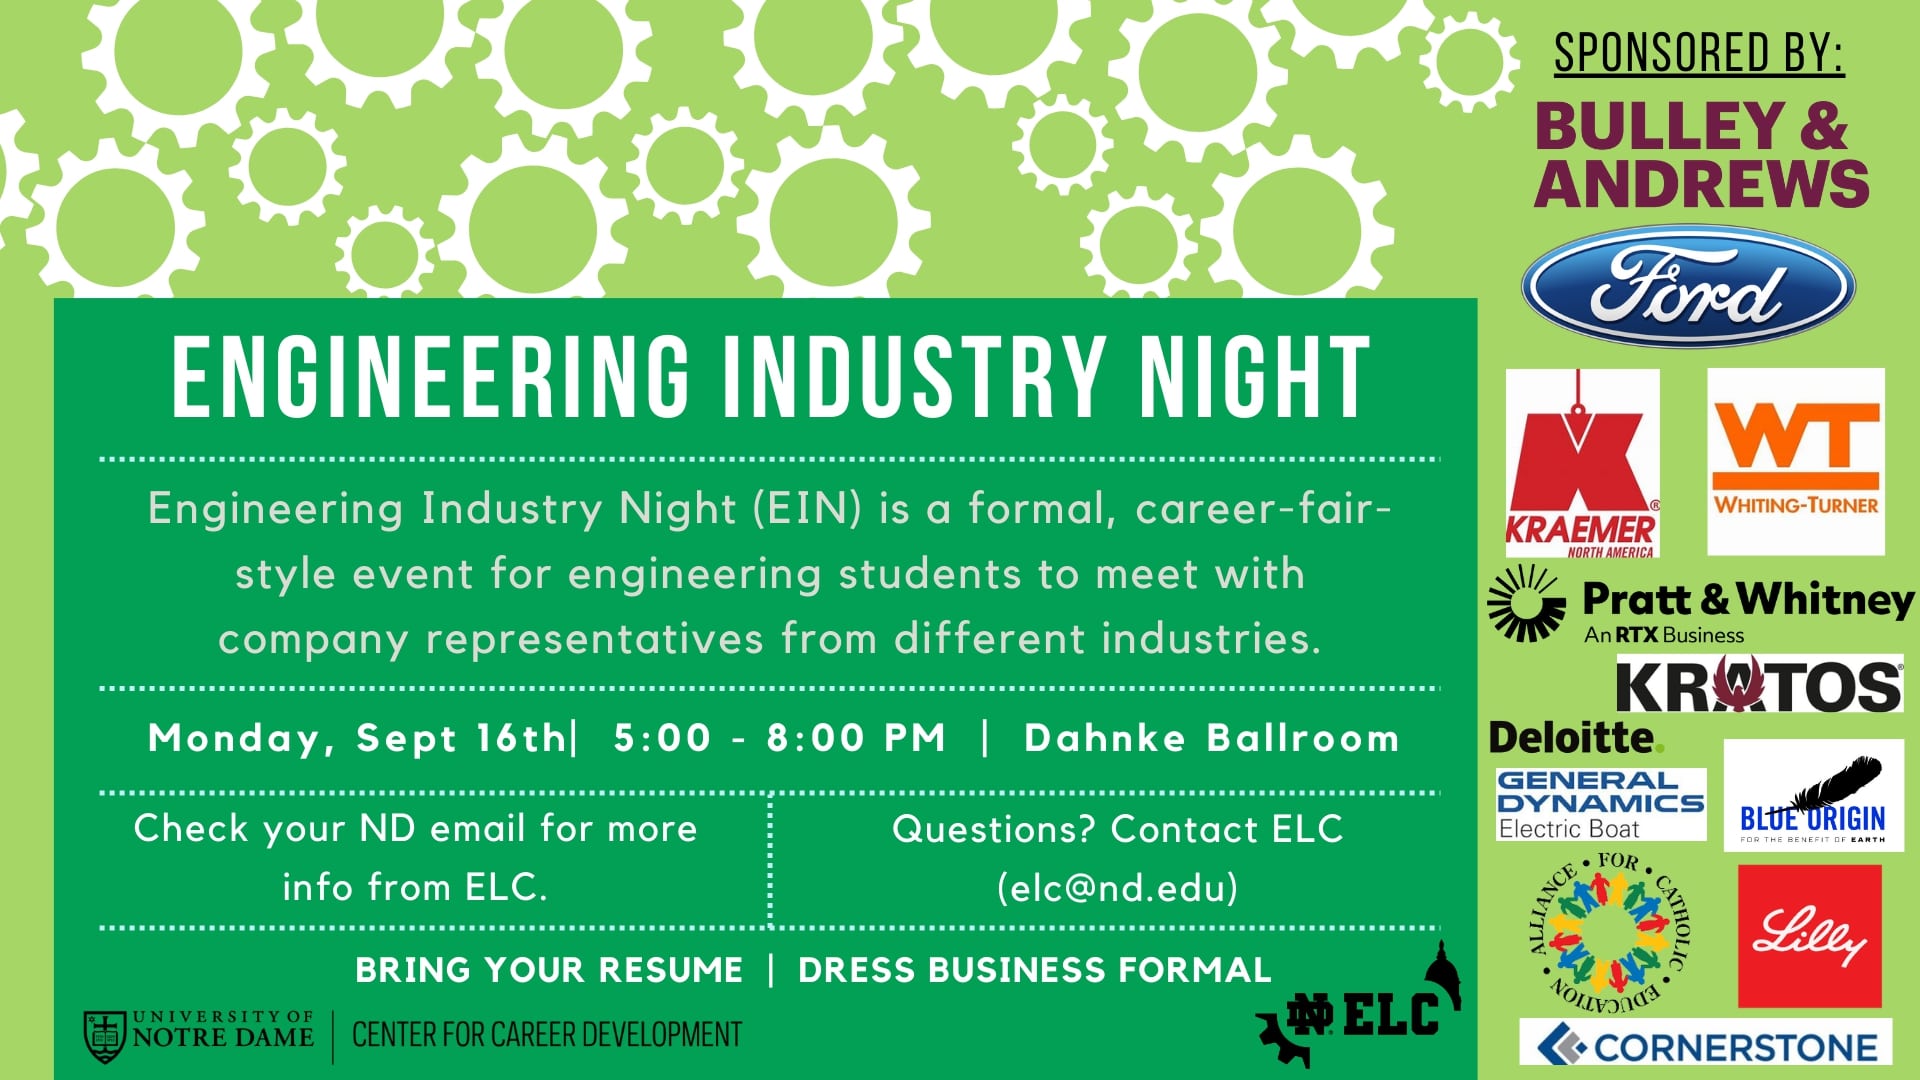 ENGINEERING INDUSTRY NIGHT
Engineering Industry Night (EIN) is a formal, career-fair-
style event for engineering students to meet with
company representatives from different industries.
Monday, Sept 16th| 5:00 - 8:00 PM | Dahnke Ballroom
Check your ND email for more
info from ELC.
Questions? Contact ELC
(elc@nd.edu)
BRING YOUR RESUME | DRESS BUSINESS FORMAL
UNIVERSITY OF
NOTRE DAME
CENTER FOR CAREER DEVELOPMENT
ND ELC
SPONSORED BY:
BULLEY &
ANDREWS
Ford
K
KRAEMER®
NORTH AMERICA
WT
WHITING-TURNER
Pratt & Whitney
An RTX Business
KRATOS®
Deloitte.
GENERAL
DYNAMICS
Electric Boat
BLUE ORIGIN
FOR THE BENEFIT OF EARTH
ALLIANCE • FOR • CATHOLIC • EDUCATION •
Lilly
CORNERSTONE